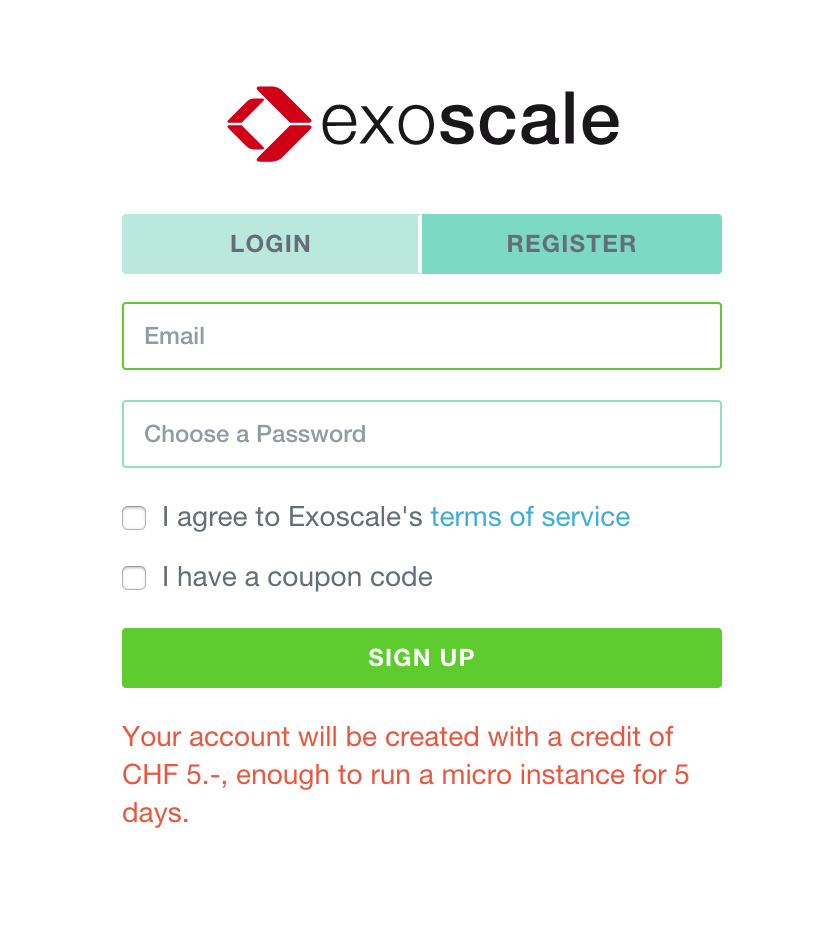 exoscale
LOGIN
REGISTER
Email
Choose a Password
I agree to Exoscale's terms of service
I have a coupon code
SIGN UP
Your account will be created with a credit of
CHF 5.-, enough to run a micro instance for 5
days.